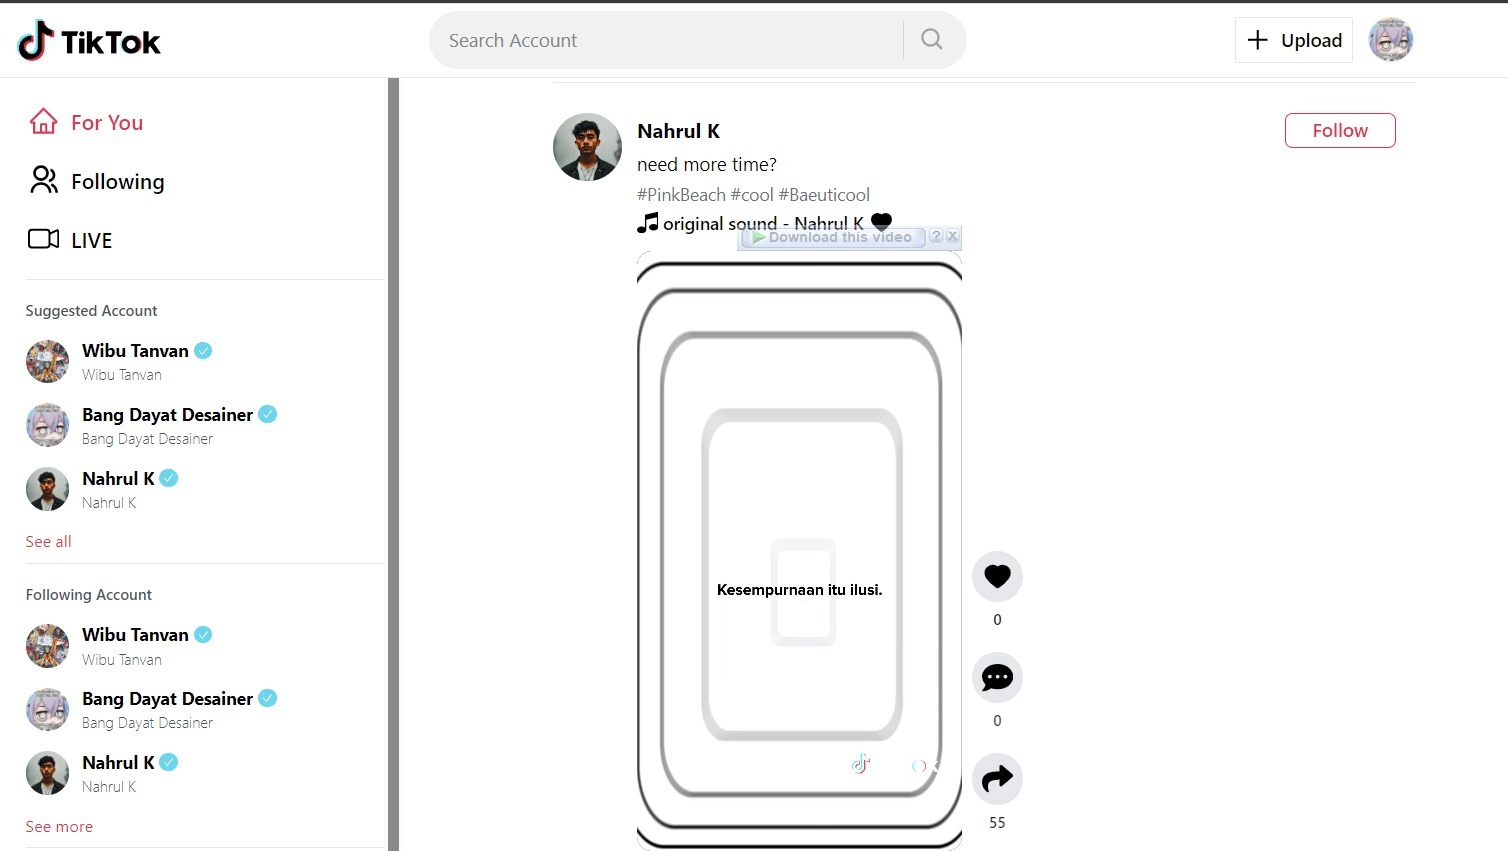 TikTok
Search Account
Upload
For You
Following
LIVE
Suggested Account
Wibu Tanvan
Wibu Tanvan
Bang Dayat Desainer
Bang Dayat Desainer
Nahrul K
Nahrul K
See all
Following Account
Wibu Tanvan
Wibu Tanvan
Bang Dayat Desainer
Bang Dayat Desainer
Nahrul K
Nahrul K
See more
Nahrul K
Follow
need more time?
#PinkBeach #cool #Baeuticool
original sound - Nahrul K
Download this video ? X
Kesempurnaan itu ilusi.
0
0
55